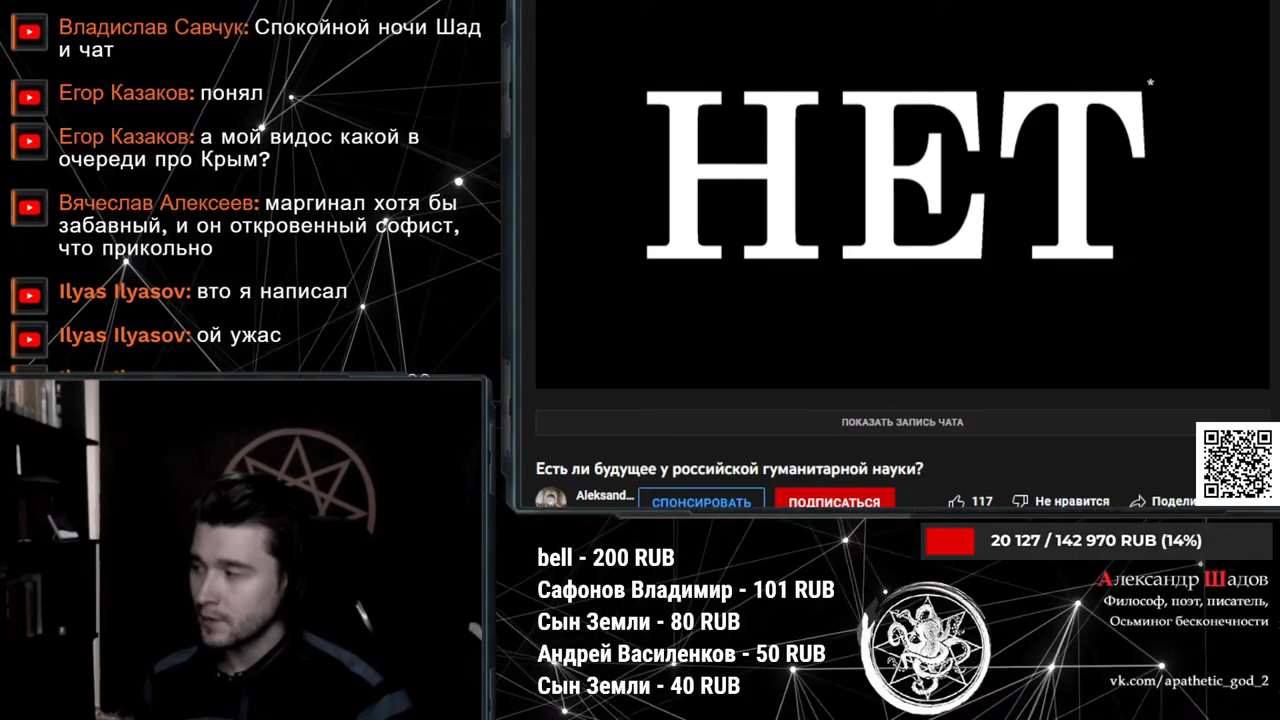 Владислав Савчук: Спокойной ночи Шад
и чат
Егор Казаков: понял
Егор Казаков: а мой видос какой в
очереди про Крым?
Вячеслав Алексеев: маргинал хотя бы
забавный, и он откровенный софист,
что прикольно
Ilyas Ilyasov: вто я написал
Ilyas Ilyasov: ой ужас
НЕТ*
ПОКАЗАТЬ ЗАПИСЬ ЧАТА
Есть ли будущее у российской гуманитарной науки?
Aleksand...
СПОНСИРОВАТЬ
ПОДПИСАТЬСЯ
117
Не нравится
bell - 200 RUB
Сафонов Владимир - 101 RUB
Сын Земли - 80 RUB
Андрей Василенков - 50 RUB
Сын Земли - 40 RUB
20 127 / 142 970 RUB (14%)
Александр Шадов
Философ, поэт, писатель,
Осьминог бесконечности
vk.com/apathetic_god_2